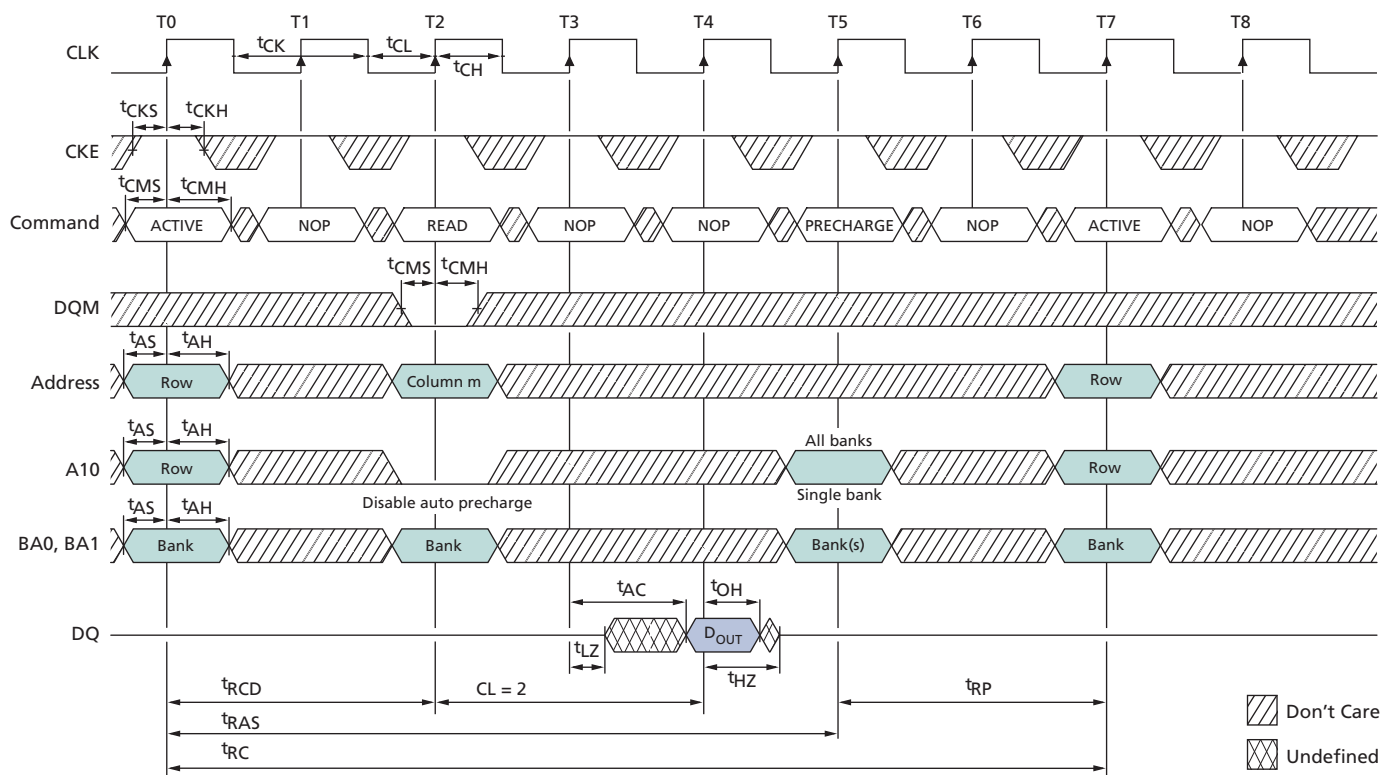 T0 T1 T2 T3 T4 T5 T6 T7 T8
CLK
tCK tCL
tCH
tCKS tCKH
CKE
tCMS tCMH
Command ACTIVE NOP READ NOP NOP PRECHARGE NOP ACTIVE NOP
tCMS tCMH
DQM
tAS tAH
Address Row Column m Row
tAS tAH All banks
A10 Row Row
Disable auto precharge Single bank
tAS tAH
BA0, BA1 Bank Bank Bank(s) Bank
tAC tOH
DQ DOUT
tLZ tHZ
tRCD CL = 2 tRP
Don't Care
tRAS
Undefined
tRC